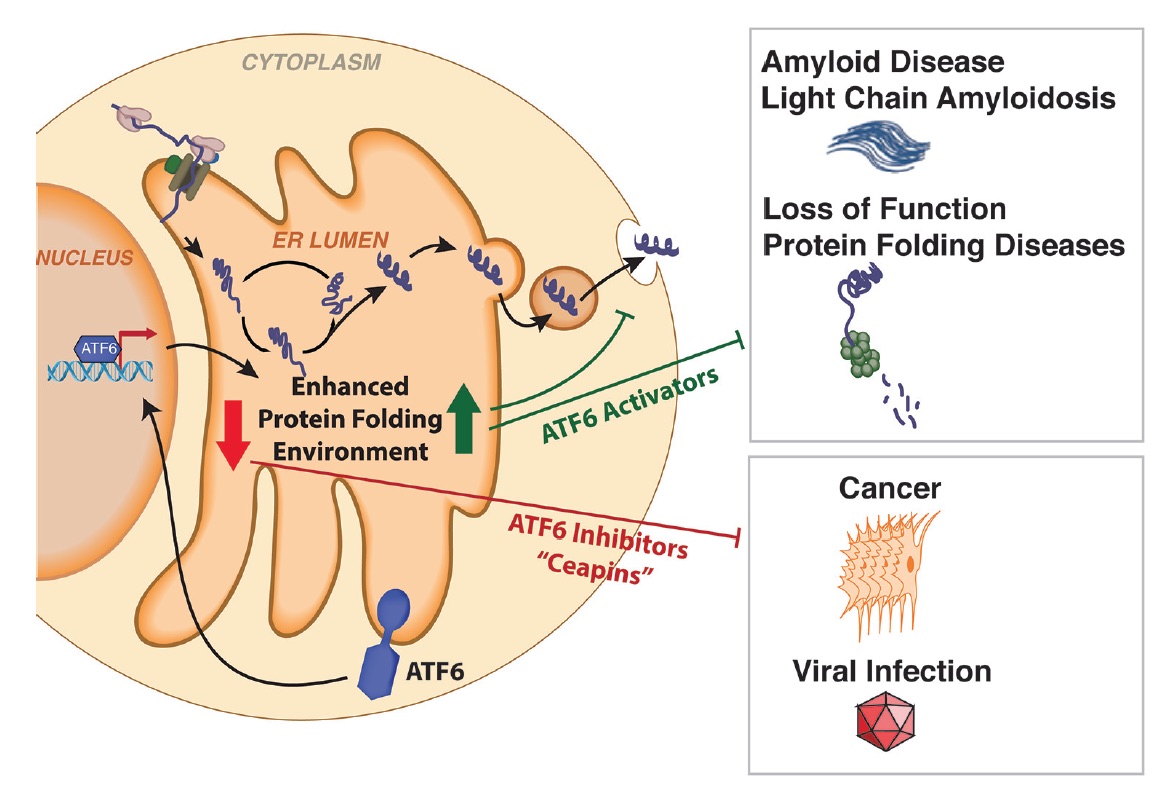 CYTOPLASM
NUCLEUS
ER LUMEN
ATF6
Enhanced
Protein Folding
Environment
ATF6 Activators
ATF6 Inhibitors
“Ceapins”
ATF6
Amyloid Disease
Light Chain Amyloidosis
Loss of Function
Protein Folding Diseases
Cancer
Viral Infection